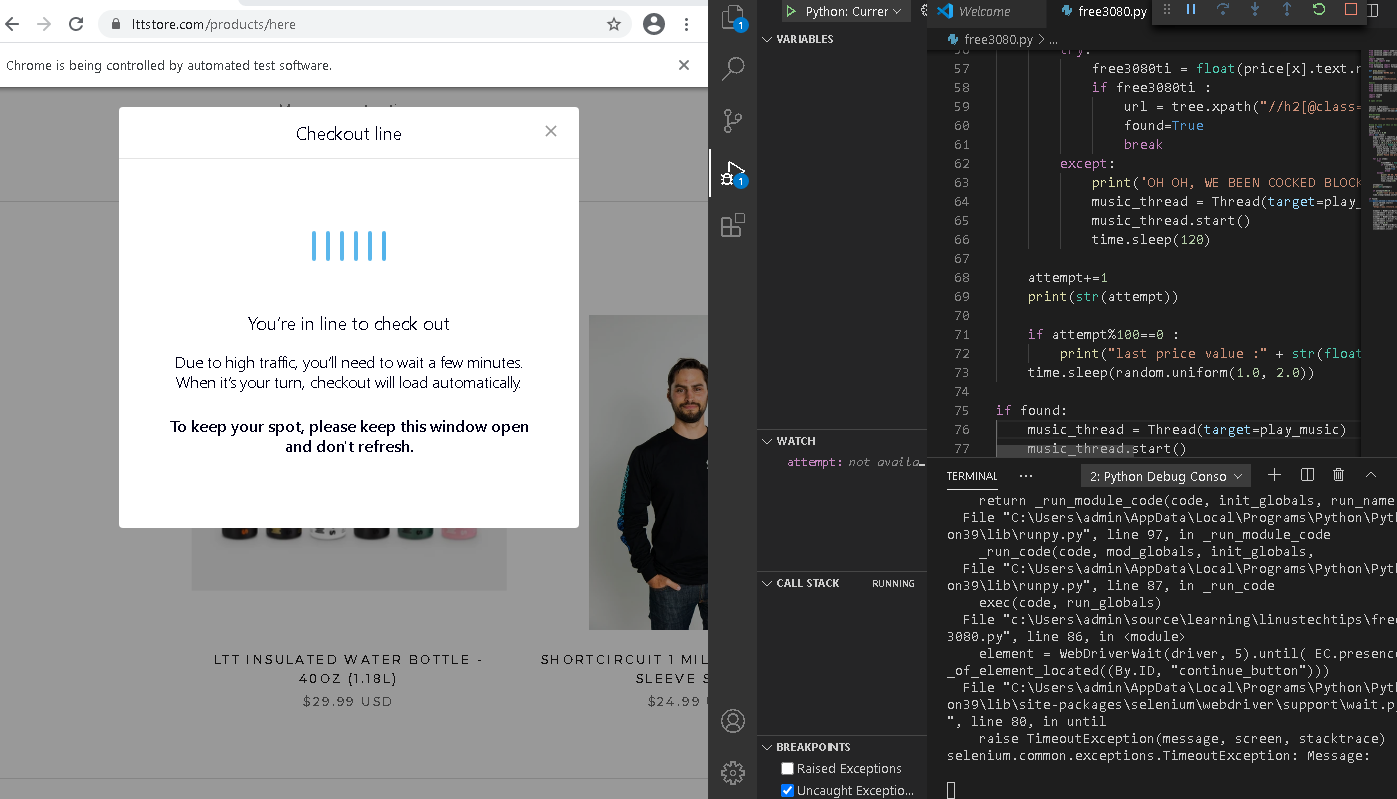 lttstore.com/products/here
Chrome is being controlled by automated test software.
Checkout line
You're in line to check out
Due to high traffic, you'll need to wait a few minutes.
When it's your turn, checkout will load automatically.
To keep your spot, please keep this window open
and don't refresh.
LTT INSULATED WATER BOTTLE -
40OZ (1.18L)
$29.99 USD
SHORTCIRCUIT 1 MIL
SLEEVE S
$24.99
1
1
Python: Currer
VARIABLES
WATCH
attempt: not availa…
CALL STACK
RUNNING
BREAKPOINTS
Raised Exceptions
Uncaught Exceptio...
Welcome
free3080.py
free3080.py > ...
56 try:
57 free3080ti = float(price[x].text.r
58 if free3080ti :
59 url = tree.xpath("//h2[@class=
60 found=True
61 break
62 except:
63 print('OH OH, WE BEEN COCKED BLOCK
64 music_thread = Thread(target=play_
65 music_thread.start()
66 time.sleep(120)
67
68 attempt+=1
69 print(str(attempt))
70
71 if attempt%100==0 :
72 print("last price value :" + str(float
73 time.sleep(random.uniform(1.0, 2.0))
74
75 if found:
76 music_thread = Thread(target=play_music)
77 music_thread.start()
TERMINAL
...
2: Python Debug Conso
return _run_module_code(code, init_globals, run_name
File "C:\Users\admin\AppData\Local\Programs\Python\Pyt
on39\lib\runpy.py", line 97, in _run_module_code
_run_code(code, mod_globals, init_globals,
File "C:\Users\admin\AppData\Local\Programs\Python\Pyt
on39\lib\runpy.py", line 87, in _run_code
exec(code, run_globals)
File "c:\Users\admin\source\learning\linustechtips\fre
3080.py", line 86, in <module>
element = WebDriverWait(driver, 5).until( EC.presenc
_of_element_located((By.ID, "continue_button")))
File "C:\Users\admin\AppData\Local\Programs\Python\Pyt
on39\lib\site-packages\selenium\webdriver\support\wait.p
", line 80, in until
raise TimeoutException(message, screen, stacktrace)
selenium.common.exceptions.TimeoutException: Message: